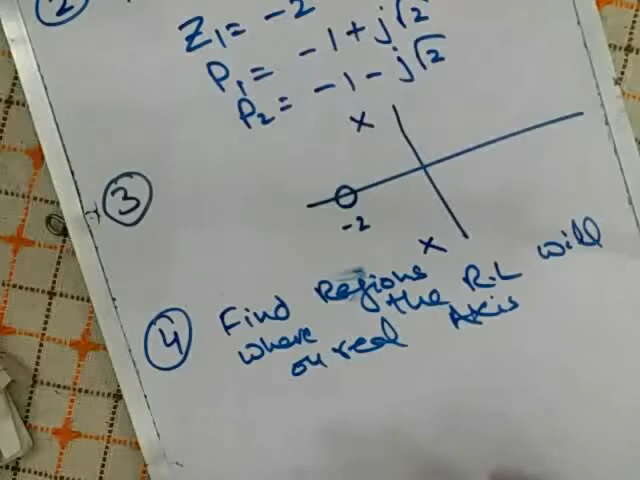 ②
Z₁ = -2
P₁ = -1 + j√2
P₂ = -1 - j√2
③
x
-2
x
④ Find Regions
where the R.L will
on real Axis